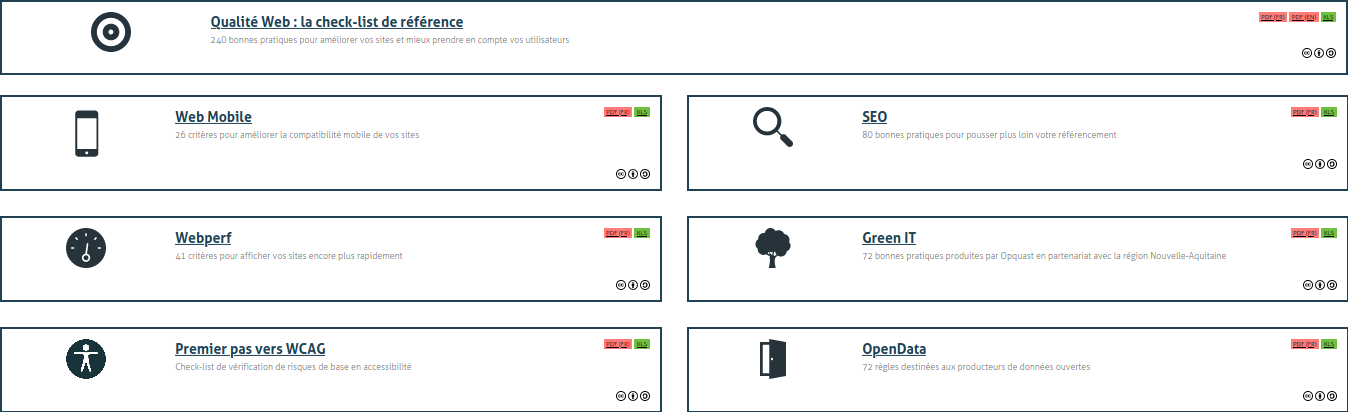 Qualité Web : la check-list de référence
PDF (FR) PDF (EN) XLS
240 bonnes pratiques pour améliorer vos sites et mieux prendre en compte vos utilisateurs
Web Mobile
PDF (FR) XLS
26 critères pour améliorer la compatibilité mobile de vos sites
SEO
PDF (FR) XLS
80 bonnes pratiques pour pousser plus loin votre référencement
Webperf
PDF (FR) XLS
41 critères pour afficher vos sites encore plus rapidement
Green IT
PDF (FR) XLS
72 bonnes pratiques produites par Opquast en partenariat avec la région Nouvelle-Aquitaine
Premier pas vers WCAG
PDF (FR) XLS
Check-list de vérification de risques de base en accessibilité
OpenData
PDF (FR) XLS
72 règles destinées aux producteurs de données ouvertes